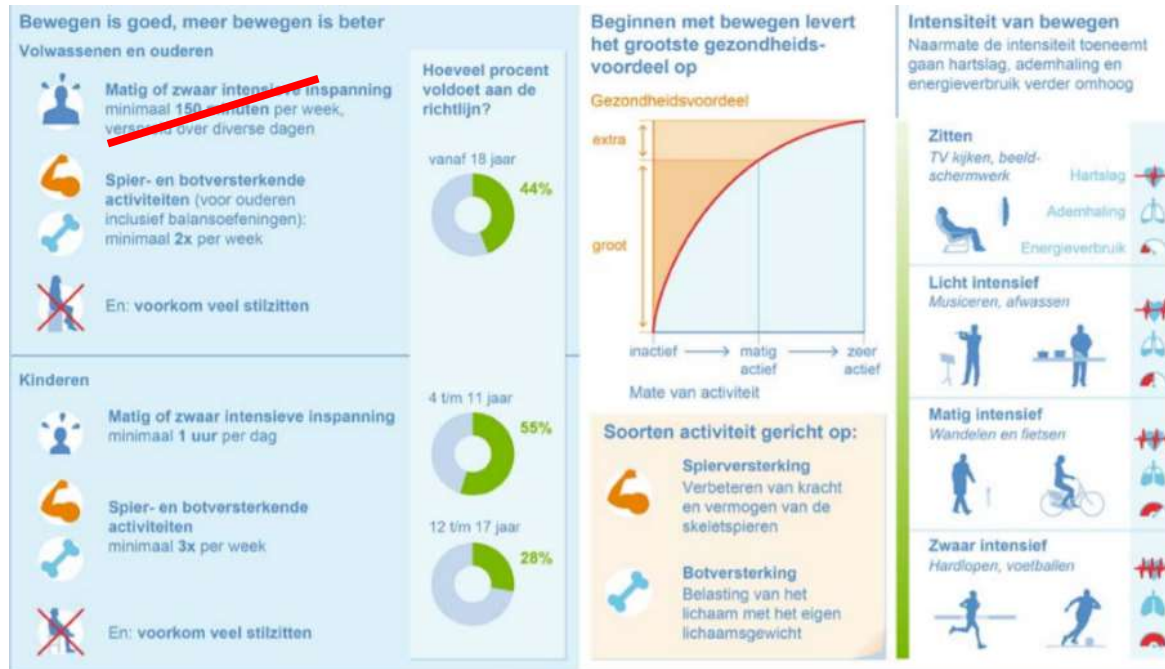 Bewegen is goed, meer bewegen is beter
Volwassenen en ouderen
Matig of zwaar intensieve inspanning
minimaal 150 minuten per week,
verspreid over diverse dagen
Spier- en botversterkende
activiteiten (voor ouderen
inclusief balansoefeningen):
minimaal 2x per week
En: voorkom veel stilzitten
Kinderen
Matig of zwaar intensieve inspanning
minimaal 1 uur per dag
Spier- en botversterkende
activiteiten
minimaal 3x per week
En: voorkom veel stilzitten
Hoeveel procent
voldoet aan de
richtlijn?
vanaf 18 jaar
44%
4 t/m 11 jaar
55%
12 t/m 17 jaar
28%
Beginnen met bewegen levert
het grootste gezondheids-
voordeel op
Gezondheidsvoordeel
extra
groot
inactief
matig
actief
zeer
actief
Mate van activiteit
Soorten activiteit gericht op:
Spierversterking
Verbeteren van kracht
en vermogen van de
skeletspieren
Botversterking
Belasting van het
lichaam met het eigen
lichaamsgewicht
Intensiteit van bewegen
Naarmate de intensiteit toeneemt
gaan hartslag, ademhaling en
energieverbruik verder omhoog
Zitten
TV kijken, beeld-
schermwerk
Hartslag
Ademhaling
Energieverbruik
Licht intensief
Musiceren, afwassen
Matig intensief
Wandelen en fietsen
Zwaar intensief
Hardlopen, voetballen